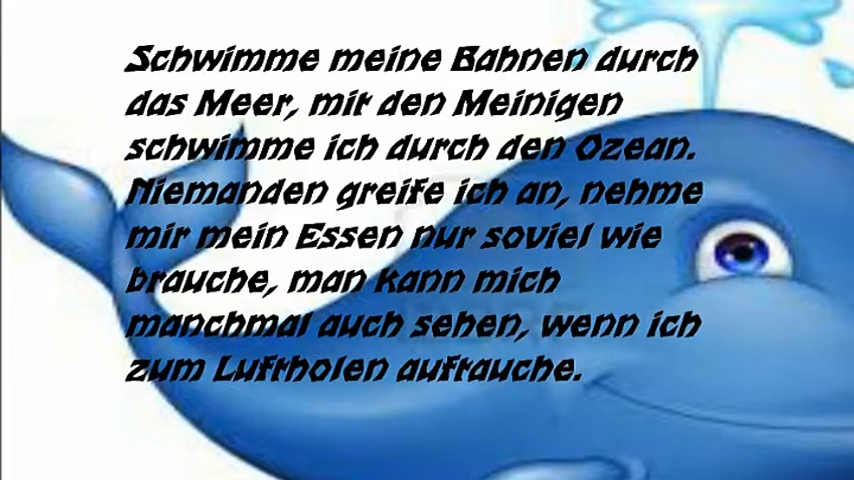 Schwimme meine Bahnen durch
das Meer, mit den Meinigen
schwimme ich durch den Ozean.
Niemanden greife ich an, nehme
mir mein Essen nur soviel wie
brauche, man kann mich
manchmal auch sehen, wenn ich
zum Luftholen auftauche.